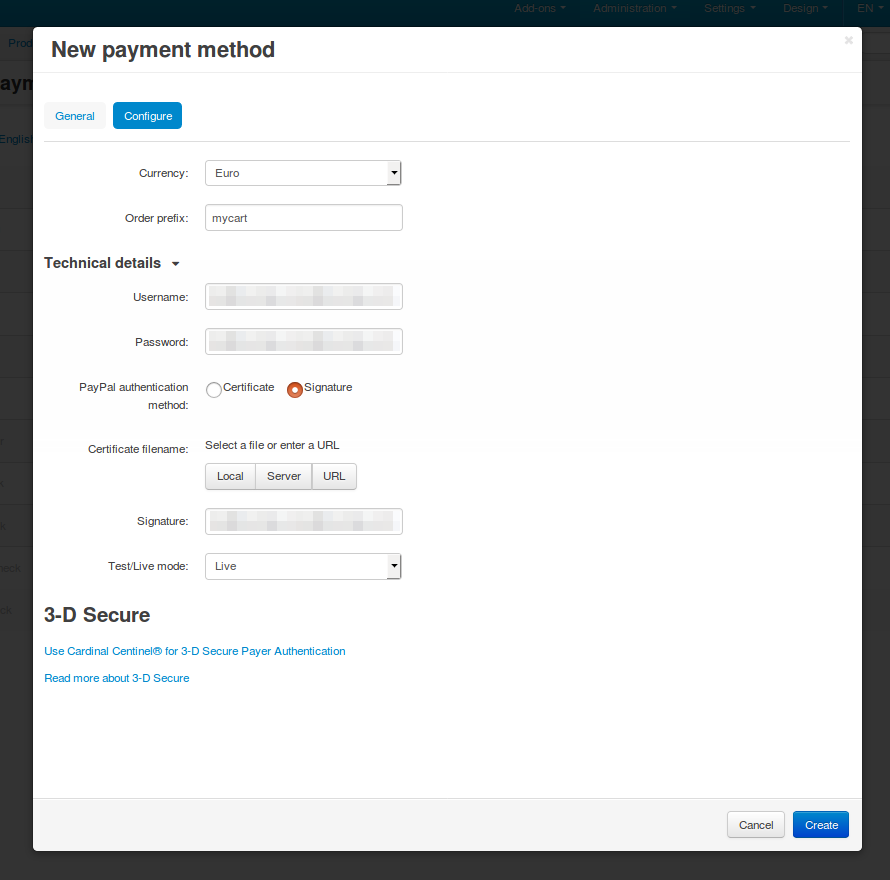 Add-ons Administration Settings Design EN
Prod
New payment method
×
aym
General Configure
English
Currency: Euro
Order prefix: mycart
Technical details
Username:
Password:
PayPal authentication method: Certificate Signature
Certificate filename: Select a file or enter a URL
Local Server URL
Signature:
Test/Live mode: Live
heck
ck
3-D Secure
Use Cardinal Centinel® for 3-D Secure Payer Authentication
Read more about 3-D Secure
Cancel Create